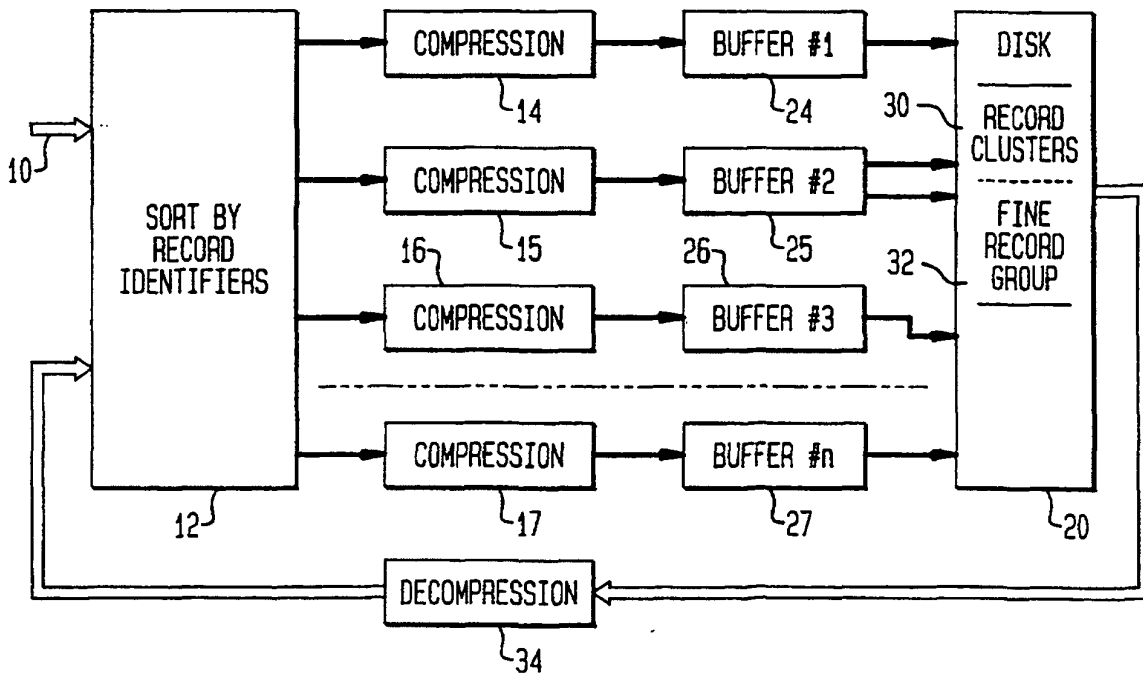 COMPRESSION
BUFFER #1
DISK
14
24
30
RECORD
CLUSTERS
10
COMPRESSION
BUFFER #2
SORT BY
RECORD
IDENTIFIERS
15
25
FINE
RECORD
GROUP
16
26
32
COMPRESSION
BUFFER #3
COMPRESSION
BUFFER #n
12
17
27
20
DECOMPRESSION
34